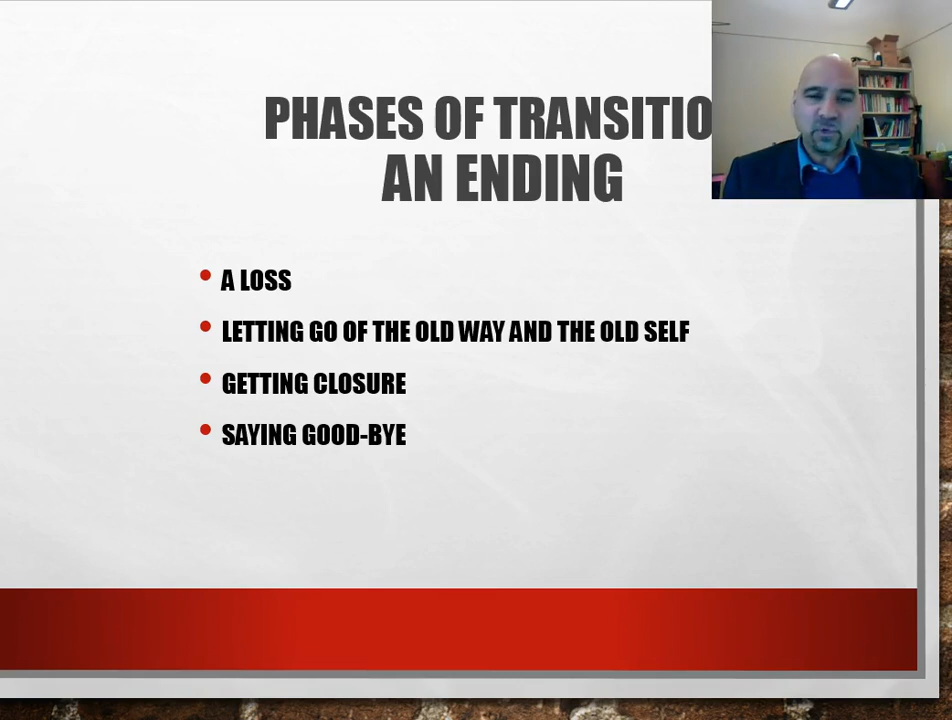 PHASES OF TRANSITIO
AN ENDING
• A LOSS
• LETTING GO OF THE OLD WAY AND THE OLD SELF
• GETTING CLOSURE
• SAYING GOOD-BYE